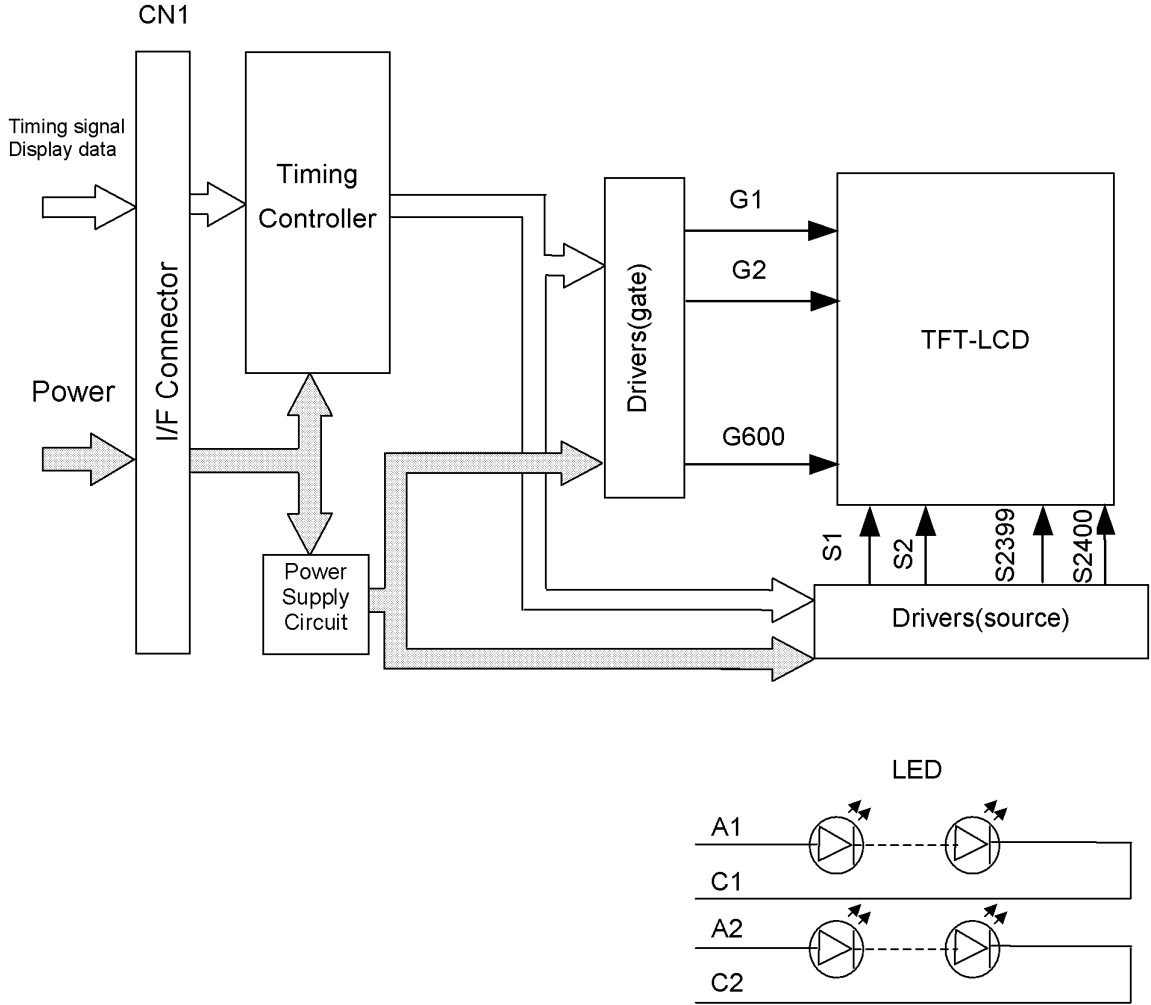 CN1
Timing signal
Display data
Power
I/F Connector
Timing
Controller
Power
Supply
Circuit
Drivers(gate)
G1
G2
G600
TFT-LCD
S1
S2
S2399
S2400
Drivers(source)
LED
A1
C1
A2
C2